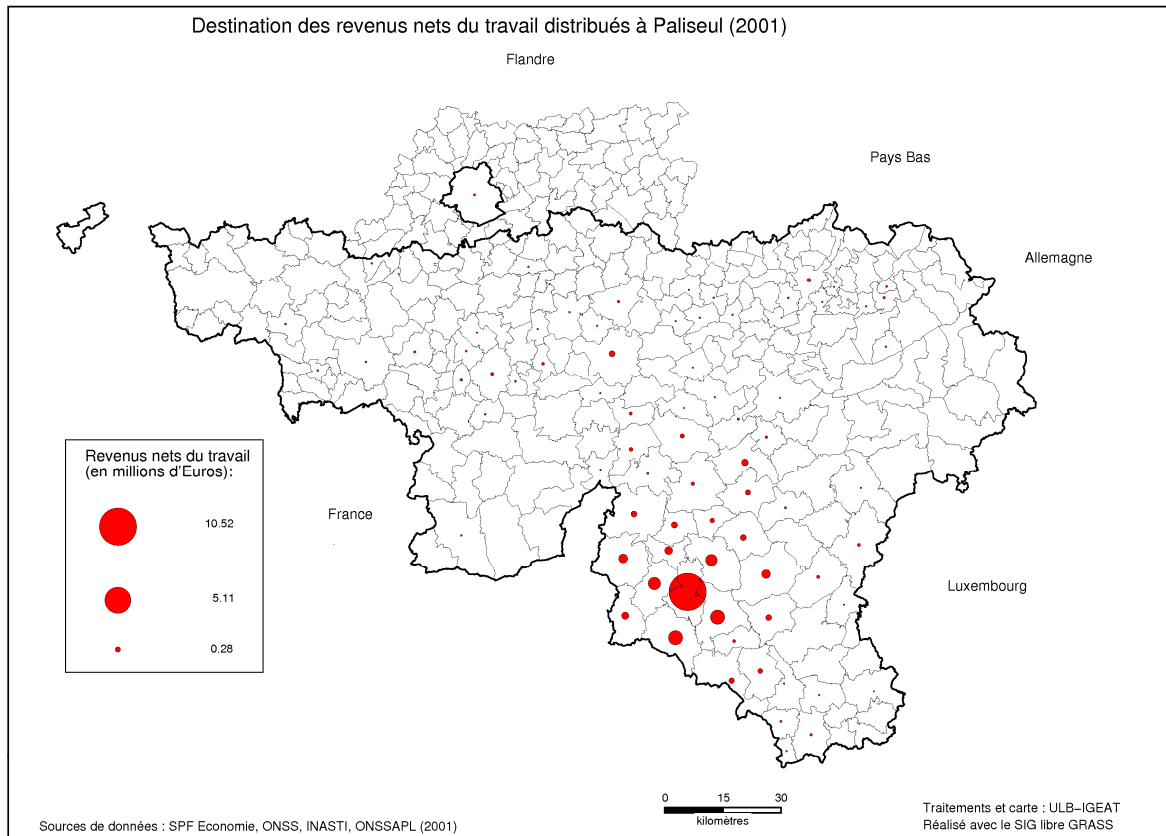 Destination des revenus nets du travail distribués à Paliseul (2001)
Flandre
Pays Bas
Allemagne
Revenus nets du travail
(en millions d'Euros):
10.52
5.11
0.28
France
Luxembourg
0 15 30
kilomètres
Sources de données : SPF Economie, ONSS, INASTI, ONSSAPL (2001)
Traitements et carte : ULB-IGEAT
Réalisé avec le SIG libre GRASS